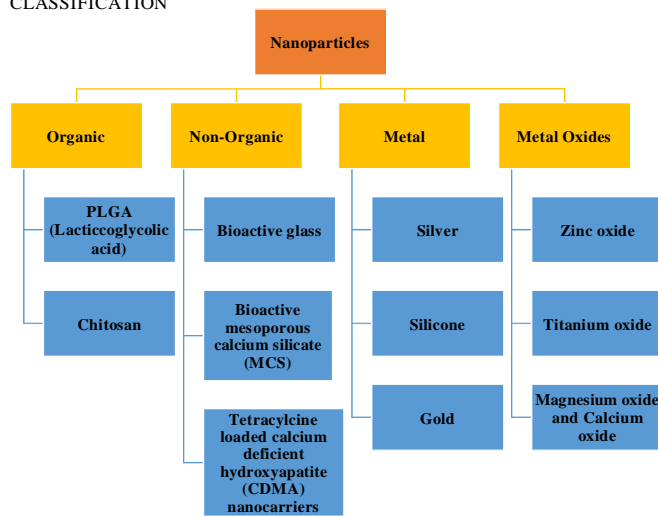 CLASSIFICATION
Nanoparticles
Organic
Non-Organic
Metal
Metal Oxides
PLGA
(Lacticcoglycolic
acid)
Bioactive glass
Silver
Zinc oxide
Chitosan
Bioactive
mesoporous
calcium silicate
(MCS)
Silicone
Titanium oxide
Tetracylcine
loaded calcium
deficient
hydroxyapatite
(CDMA)
nanocarriers
Gold
Magnesium oxide
and Calcium
oxide